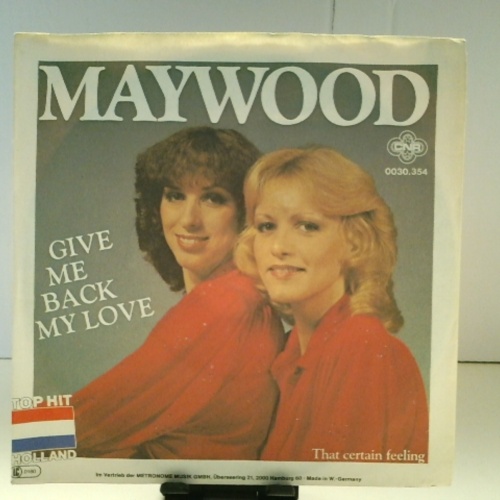 MAYWOOD
CNR
0030.354
GIVE
ME
BACK
MY LOVE
TOP HIT
HOLLAND
That certain feeling
Im Vertrieb der METRONOME MUSIK GMBH, Überseering 21, 2000 Hamburg 60 · Made in W.-Germany